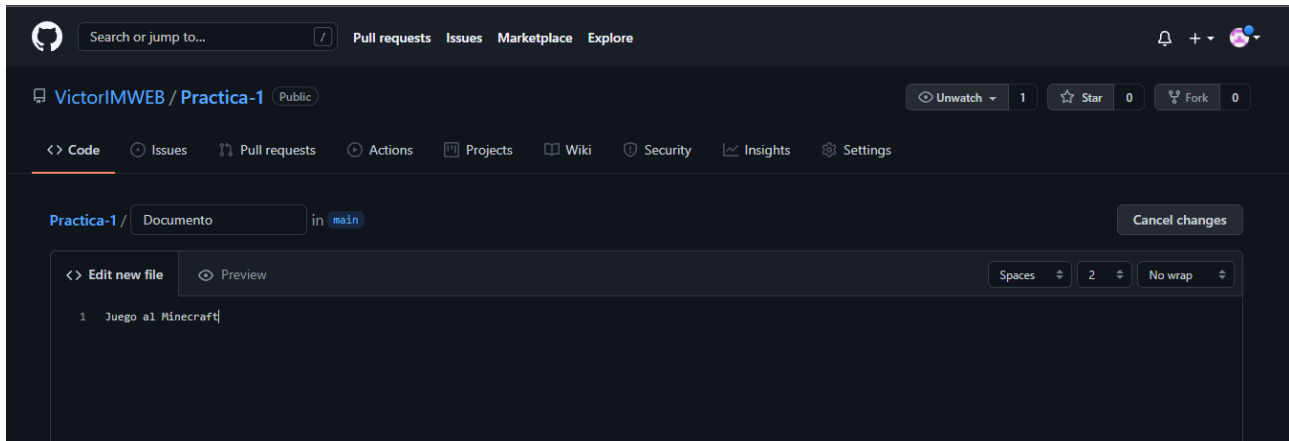 Search or jump to... / Pull requests Issues Marketplace Explore
VictorIMWEB / Practica-1 Public Unwatch 1 Star 0 Fork 0
<> Code Issues Pull requests Actions Projects Wiki Security Insights Settings
Practica-1 / Documento in main Cancel changes
<> Edit new file Preview Spaces 2 No wrap
1 Juego al Minecraft